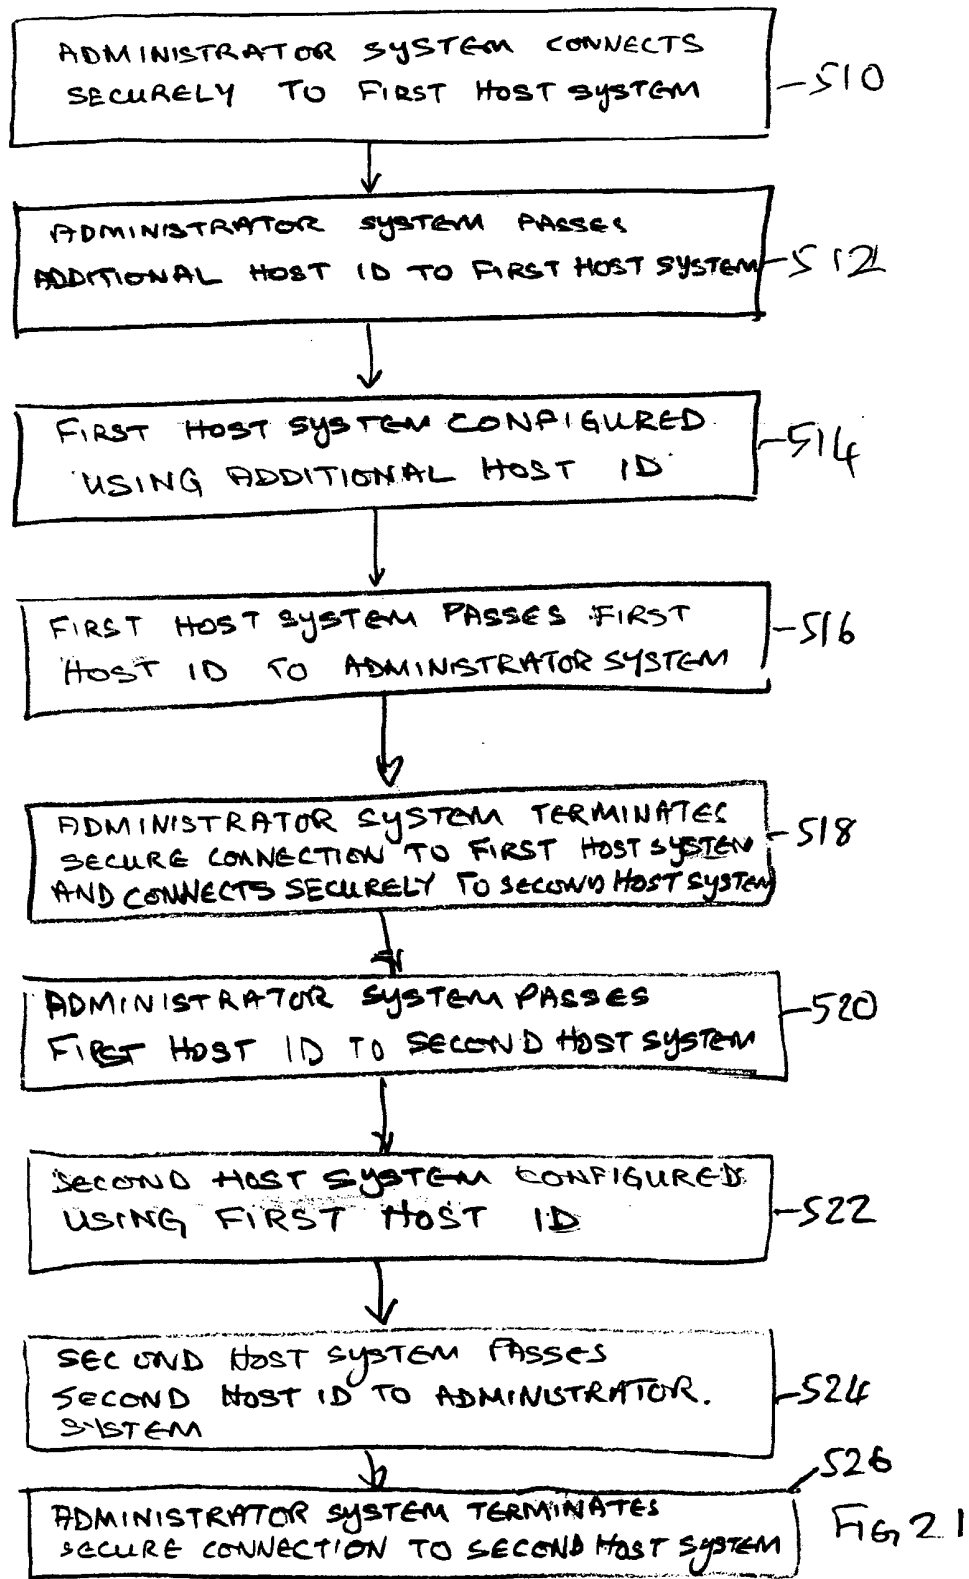 ADMINISTRATOR SYSTEM CONNECTS
SECURELY TO FIRST HOST SYSTEM
510
ADMINISTRATOR SYSTEM PASSES
ADDITIONAL HOST ID TO FIRST HOST SYSTEM
512
FIRST HOST SYSTEM CONFIGURED
USING ADDITIONAL HOST ID
514
FIRST HOST SYSTEM PASSES FIRST
HOST ID TO ADMINISTRATOR SYSTEM
516
ADMINISTRATOR SYSTEM TERMINATES
SECURE CONNECTION TO FIRST HOST SYSTEM
AND CONNECTS SECURELY TO SECOND HOST SYSTEM
518
ADMINISTRATOR SYSTEM PASSES
FIRST HOST ID TO SECOND HOST SYSTEM
520
SECOND HOST SYSTEM CONFIGURED
USING FIRST HOST ID
522
SECOND HOST SYSTEM PASSES
SECOND HOST ID TO ADMINISTRATOR.
SYSTEM
524
526
ADMINISTRATOR SYSTEM TERMINATES
SECURE CONNECTION TO SECOND HOST SYSTEM
FIG 21